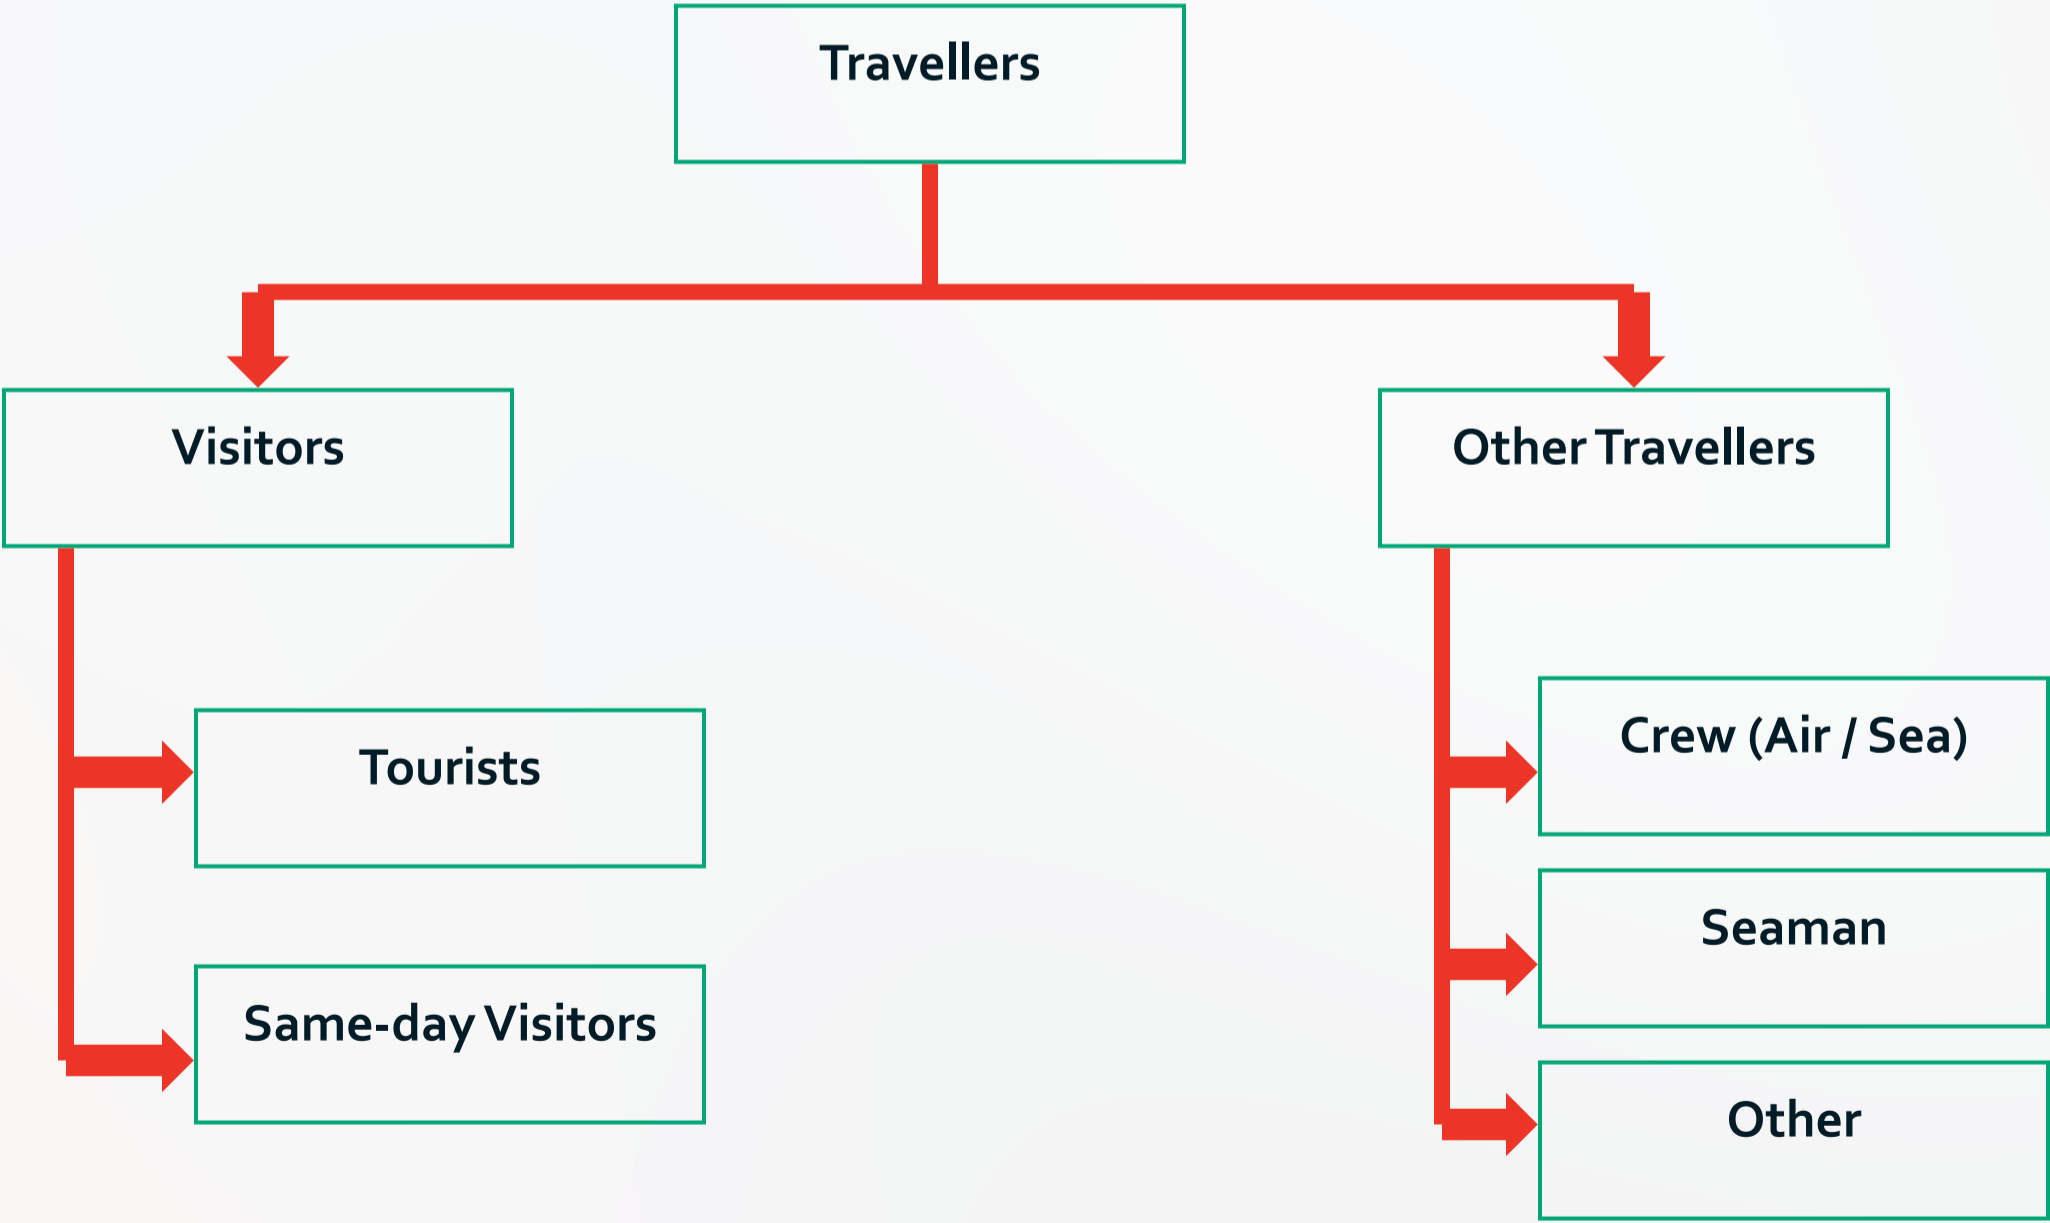 Travellers
Visitors
Other Travellers
Tourists
Same-day Visitors
Crew (Air / Sea)
Seaman
Other